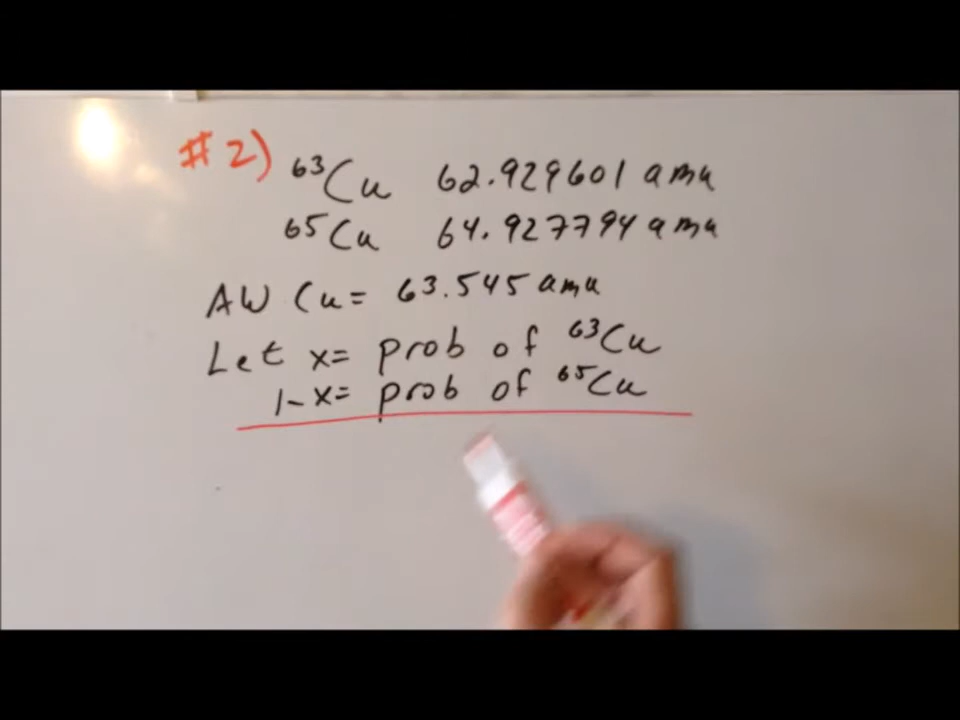 #2) ⁶³Cu 62.929601 amu
⁶⁵Cu 64.927794 amu
AW Cu = 63.545 amu
Let x = prob of ⁶³Cu
1-x = prob of ⁶⁵Cu